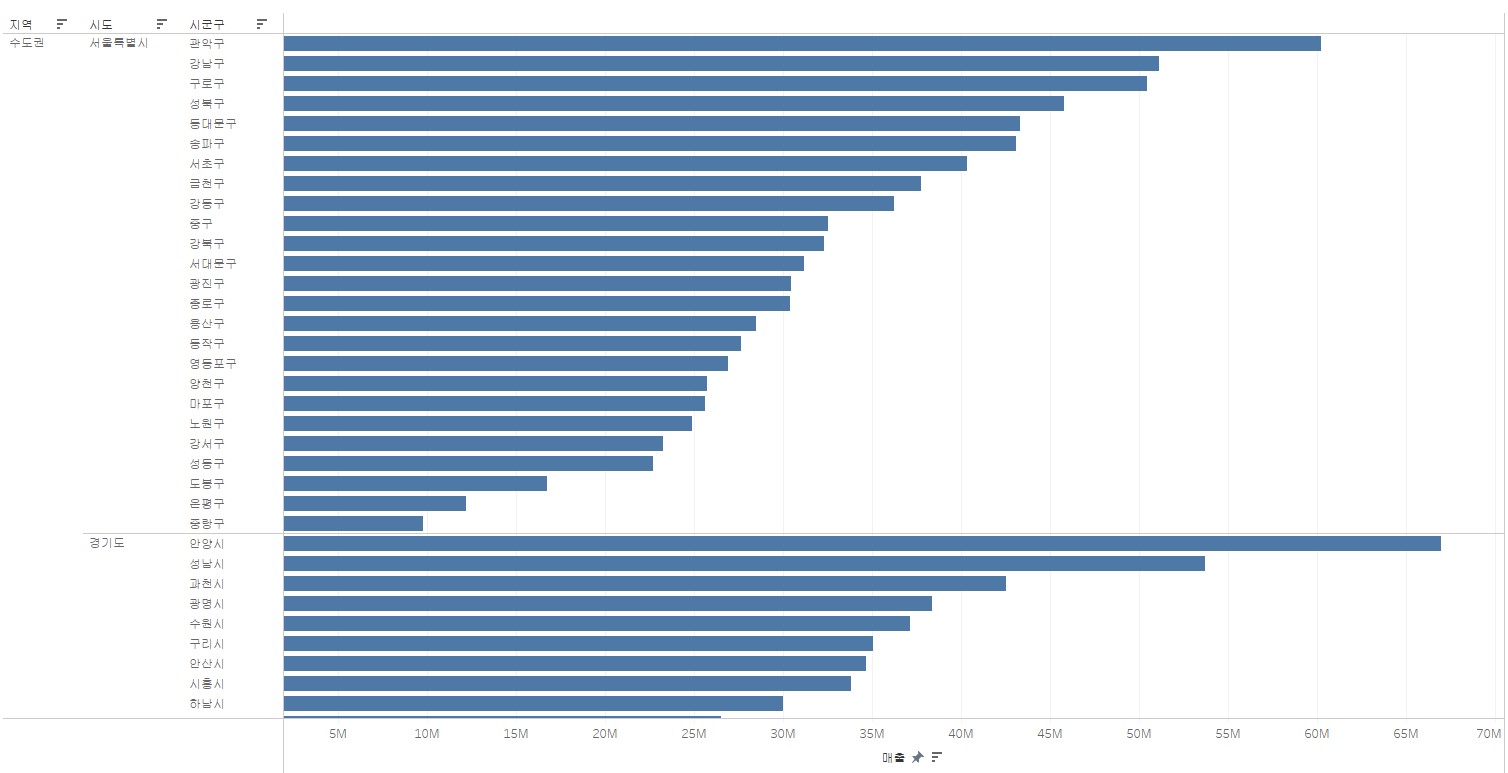 지역 시도 시군구
수도권 서울특별시 관악구
강남구
구로구
성북구
동대문구
송파구
서초구
금천구
강동구
중구
강북구
서대문구
광진구
종로구
용산구
동작구
영등포구
양천구
마포구
노원구
강서구
성동구
도봉구
은평구
중랑구
경기도 안양시
성남시
과천시
광명시
수원시
구리시
안산시
시흥시
하남시
5M 10M 15M 20M 25M 30M 35M 40M 45M 50M 55M 60M 65M 70M
매출